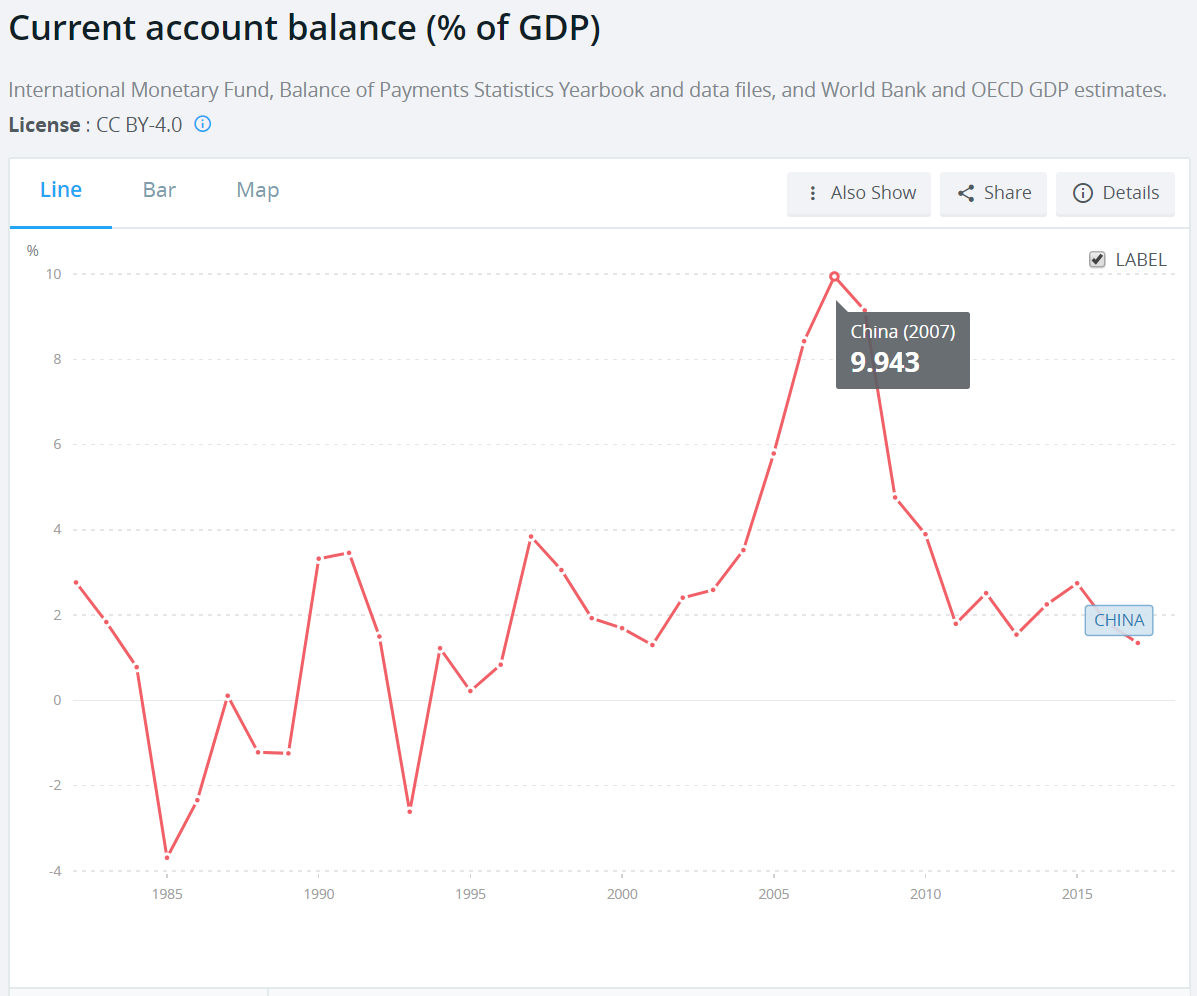 Current account balance (% of GDP)
International Monetary Fund, Balance of Payments Statistics Yearbook and data files, and World Bank and OECD GDP estimates.
License : CC BY-4.0
Line Bar Map Also Show Share Details
%
LABEL
10
China (2007)
9.943
8
6
4
2
CHINA
0
-2
-4
1985 1990 1995 2000 2005 2010 2015